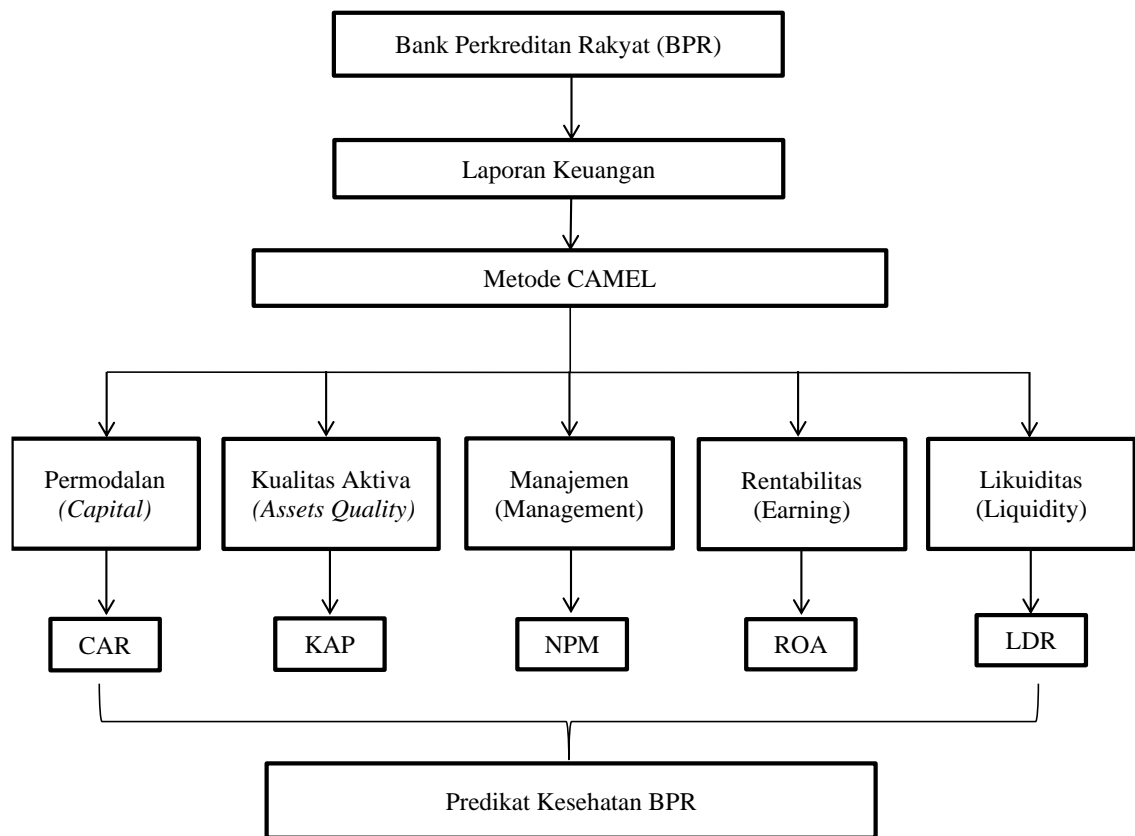 Bank Perkreditan Rakyat (BPR)
Laporan Keuangan
Metode CAMEL
Permodalan
(Capital)
Kualitas Aktiva
(Assets Quality)
Manajemen
(Management)
Rentabilitas
(Earning)
Likuiditas
(Liquidity)
CAR
KAP
NPM
ROA
LDR
Predikat Kesehatan BPR